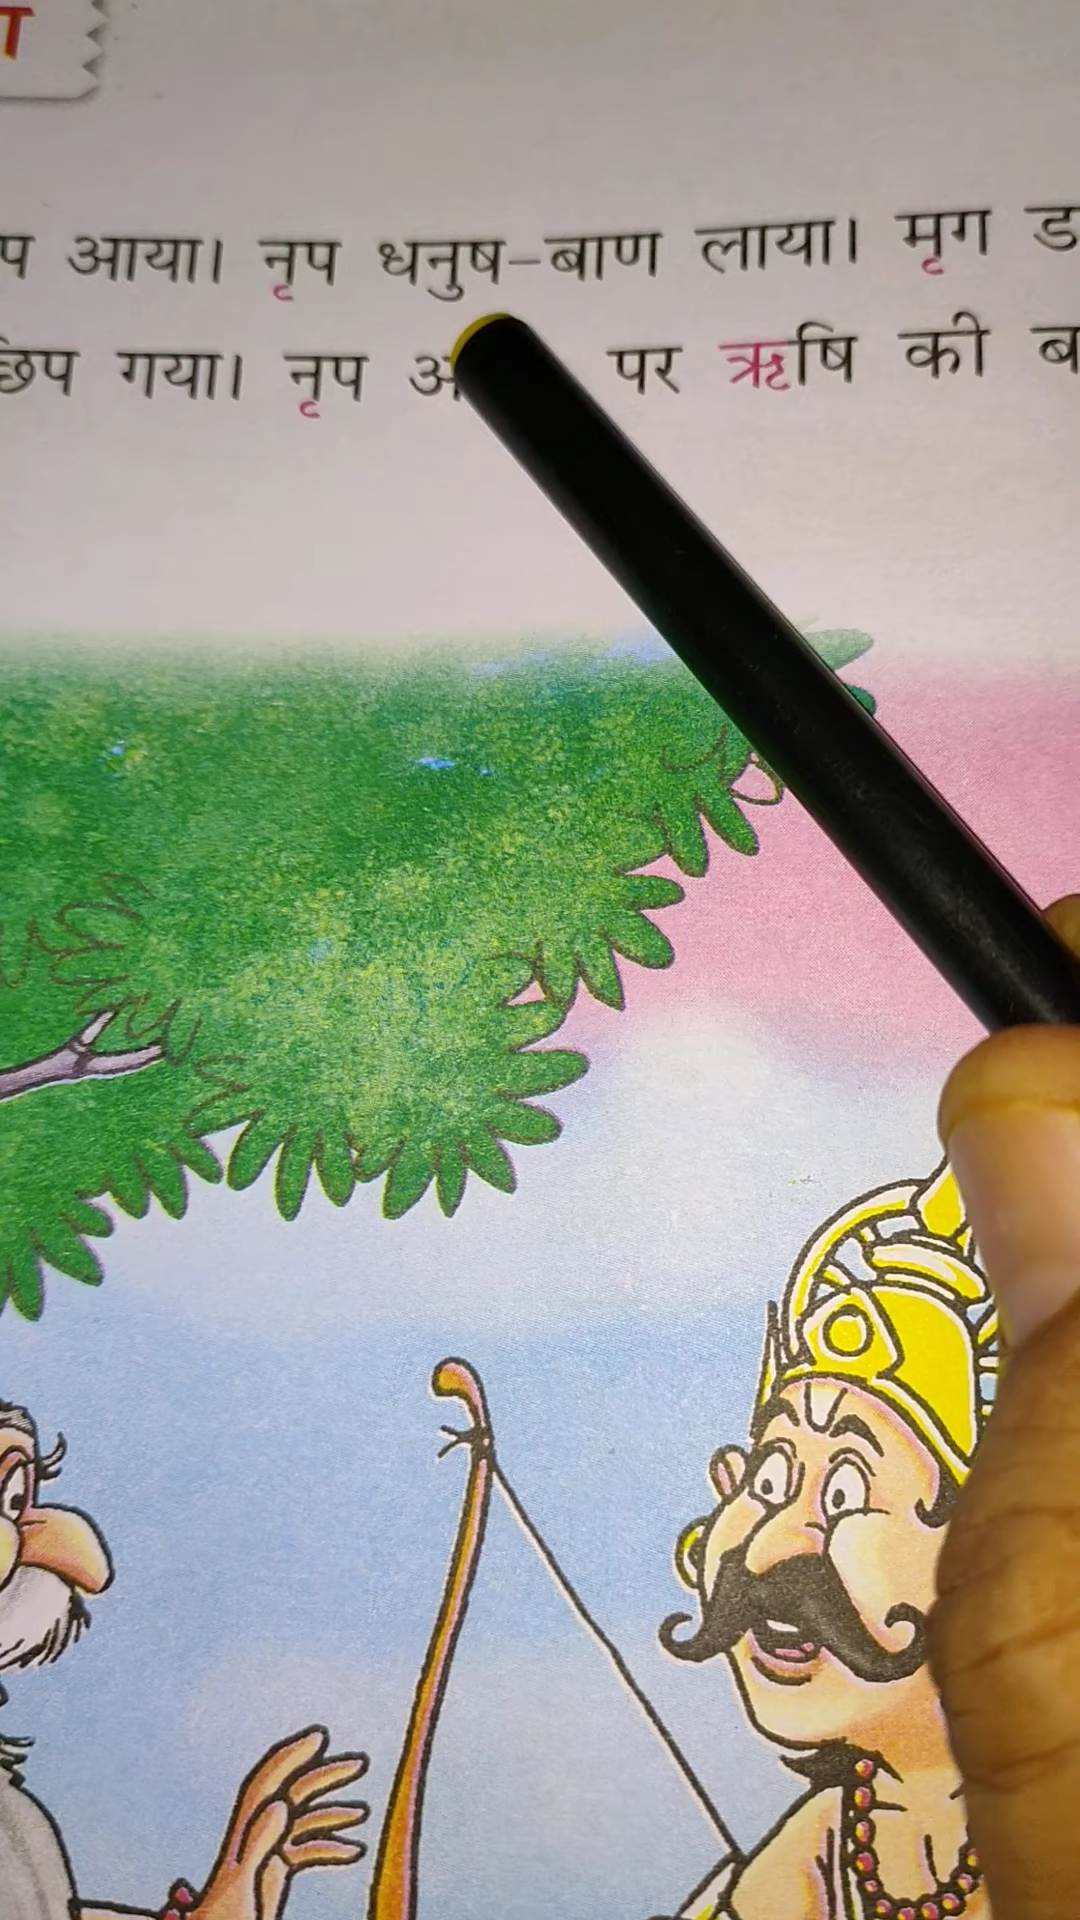 आया। नृप धनुष-बाण लाया। मृग
गया। नृप पर ऋषि की